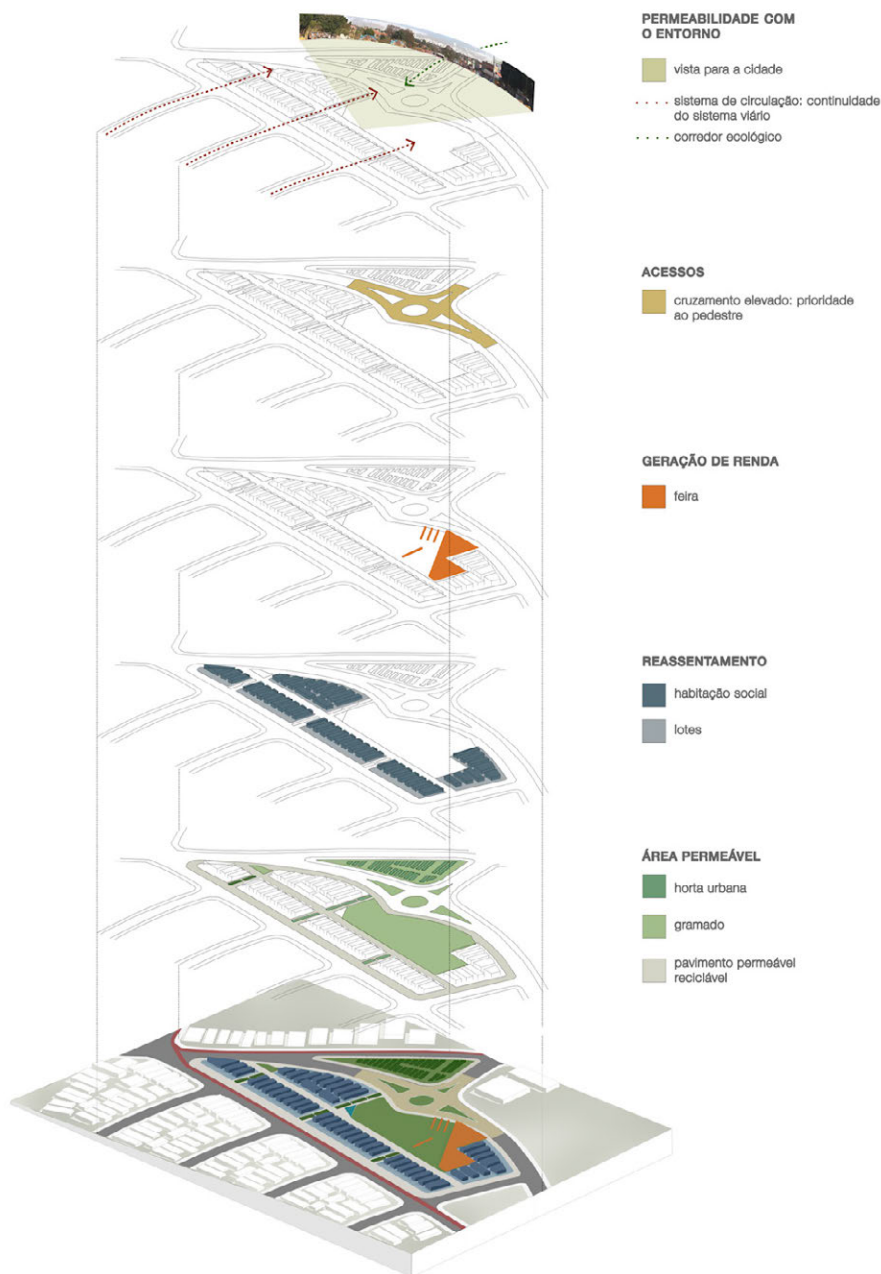 PERMEABILIDADE COM
O ENTORNO
vista para a cidade
sistema de circulação: continuidade
do sistema viário
corredor ecológico
ACESSOS
cruzamento elevado: prioridade
ao pedestre
GERAÇÃO DE RENDA
feira
REASSENTAMENTO
habitação social
lotes
ÁREA PERMEÁVEL
horta urbana
gramado
pavimento permeável
reciclável